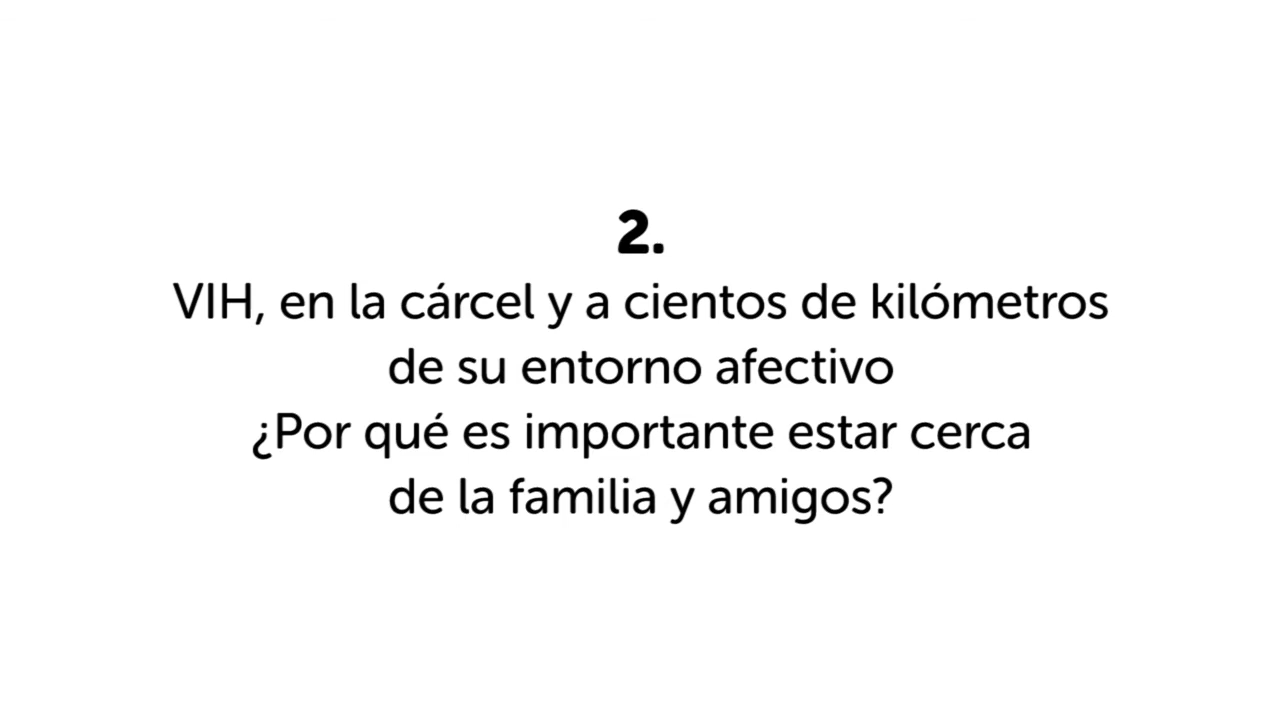 2.
VIH, en la cárcel y a cientos de kilómetros
de su entorno afectivo
¿Por qué es importante estar cerca
de la familia y amigos?